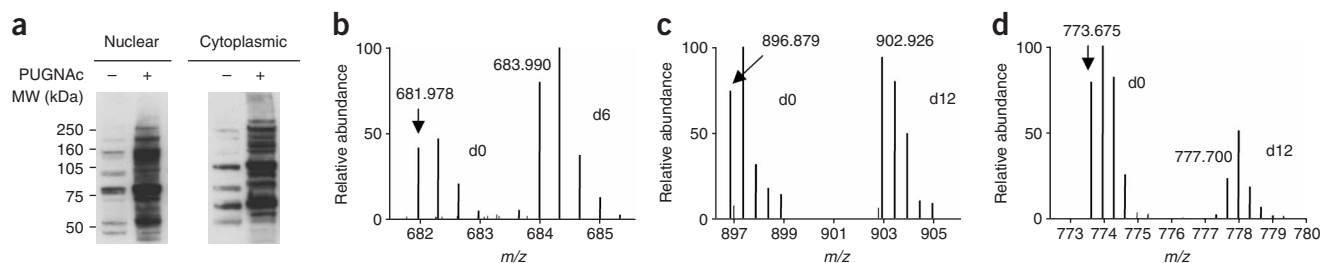 a
Nuclear Cytoplasmic
PUGNAc – + – +
MW (kDa)
250
160
105
75
50
b
Relative abundance
100
50
0
681.978
d0
683.990
d6
682 683 684 685
m/z
c
Relative abundance
100
50
0
896.879
d0
902.926
d12
897 899 901 903 905
m/z
d
Relative abundance
100
50
0
773.675
d0
777.700
d12
773 774 775 776 777 778 779 780
m/z